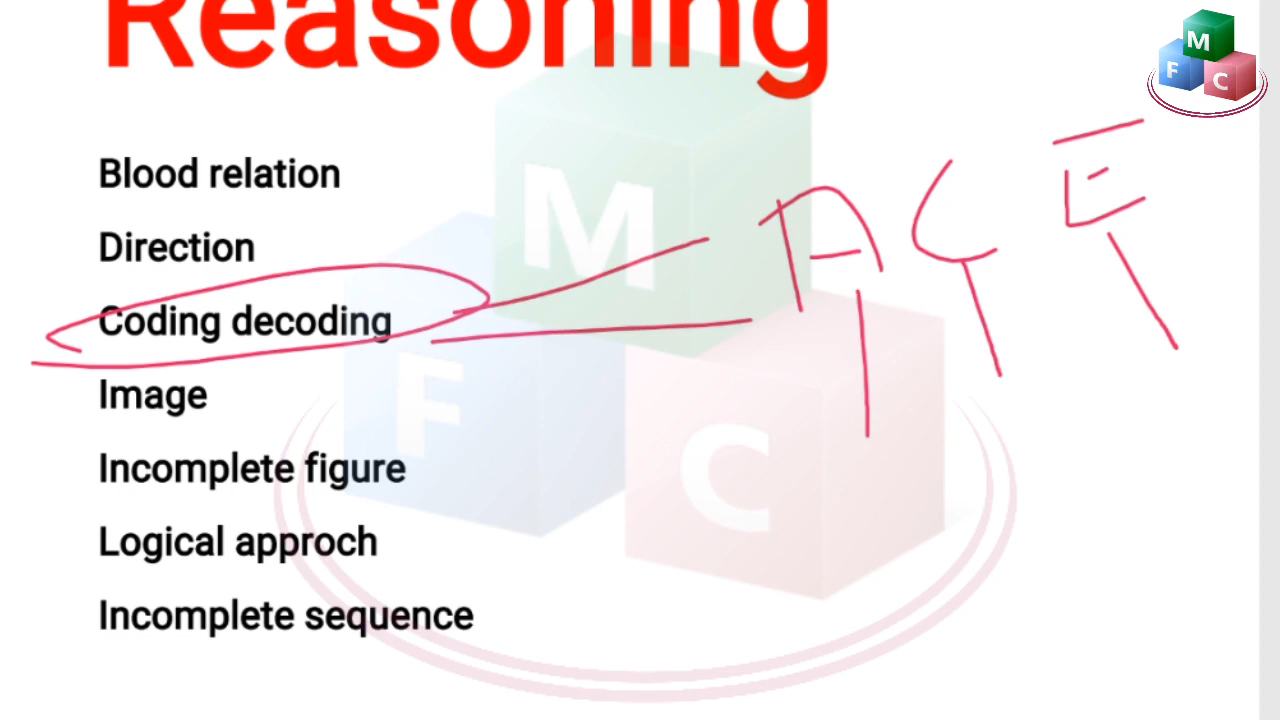 Reasoning
M
F C
Blood relation
Direction
Coding decoding
A C E
Image
Incomplete figure
Logical approch
Incomplete sequence
M
F
C